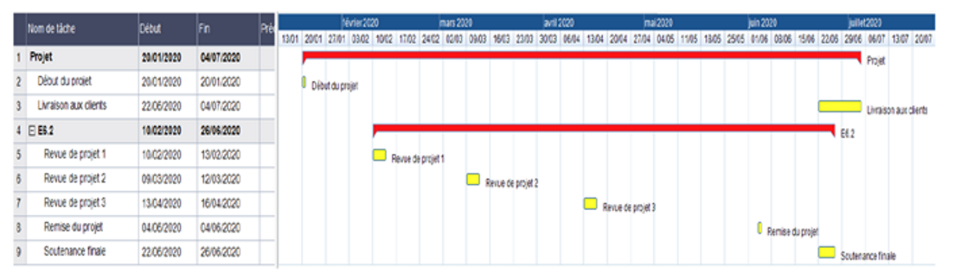 février 2020 mars 2020 avril 2020 mai 2020 juin 2020 juillet 2020
Nom de tâche Début Fin Pré
13/01 20/01 27/01 03/02 10/02 17/02 24/02 02/03 09/03 16/03 23/03 30/03 06/04 13/04 20/04 27/04 04/05 11/05 18/05 25/05 01/06 08/06 15/06 22/06 29/06 06/07 13/07 20/07
1 Projet 20/01/2020 04/07/2020 Projet
2 Début du projet 20/01/2020 20/01/2020 Début du projet
3 Livraison aux clients 22/06/2020 04/07/2020 Livraison aux clients
4 E6.2 10/02/2020 26/06/2020 E6.2
5 Revue de projet 1 10/02/2020 13/02/2020 Revue de projet 1
6 Revue de projet 2 09/03/2020 12/03/2020 Revue de projet 2
7 Revue de projet 3 13/04/2020 16/04/2020 Revue de projet 3
8 Remise du projet 04/06/2020 04/06/2020 Remise du projet
9 Soutenance finale 22/06/2020 26/06/2020 Soutenance finale